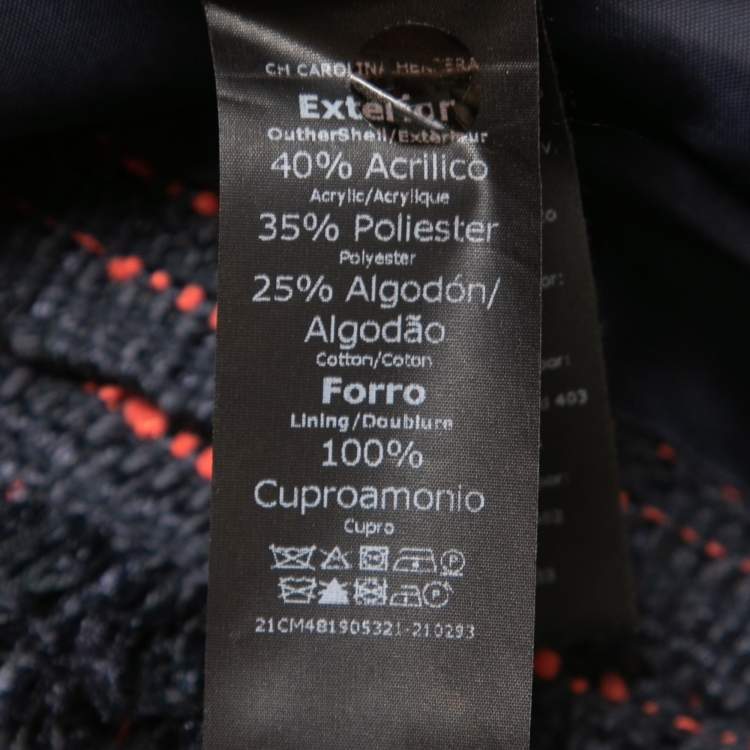 CH CAROLINA HERRERA
Exterior
OutherShell/Extérieur
40% Acrilico
Acrylic/Acrylique
35% Poliester
Polyester
25% Algodón/
Algodão
Cotton/Coton
Forro
Lining/Doublure
100%
Cuproamonio
Cupro
21CM481905321-210293
403